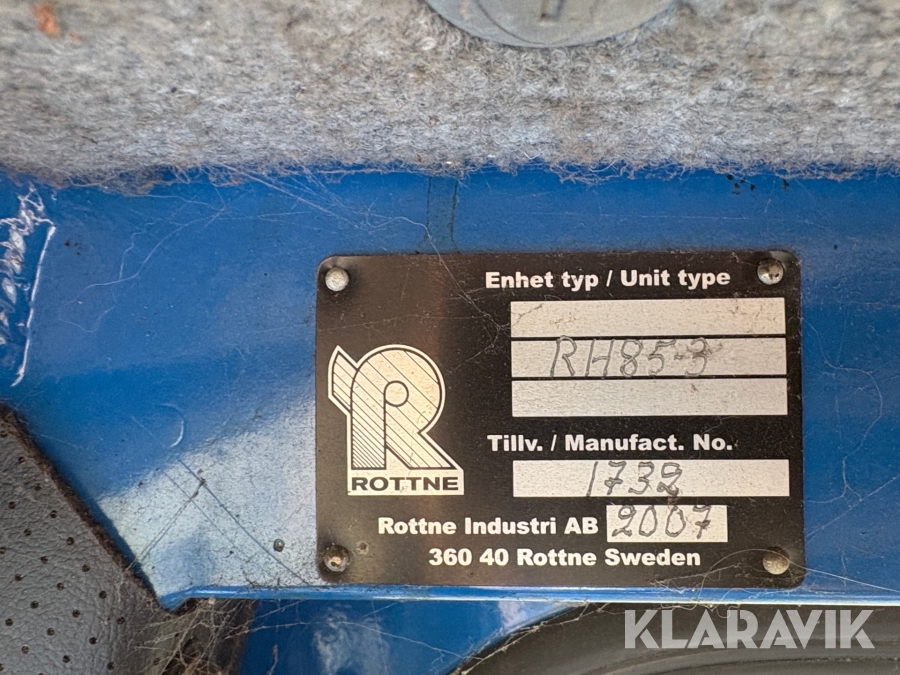 Enhet typ / Unit type
RH85-3
Tillv. / Manufact. No.
1732
ROTTNE
Rottne Industri AB 2007
360 40 Rottne Sweden
KLARAVIK